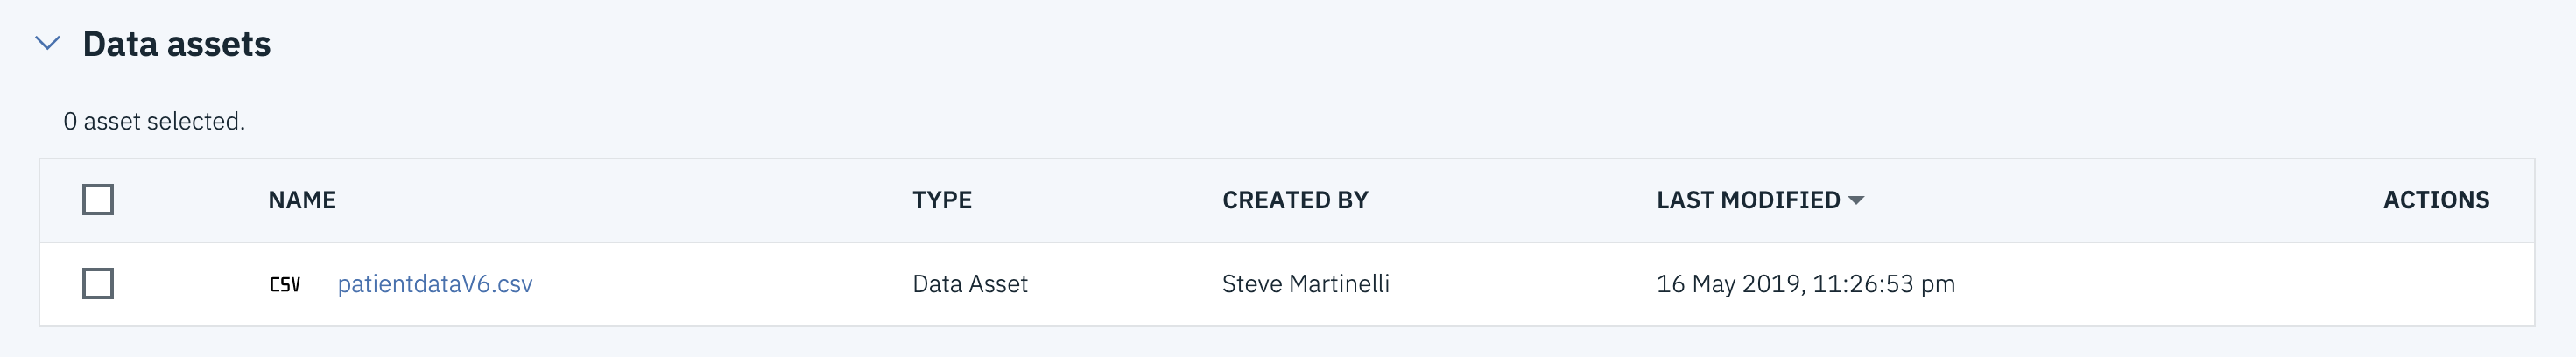 Data assets
0 asset selected.
NAME TYPE CREATED BY LAST MODIFIED ACTIONS
CSV patientdataV6.csv Data Asset Steve Martinelli 16 May 2019, 11:26:53 pm